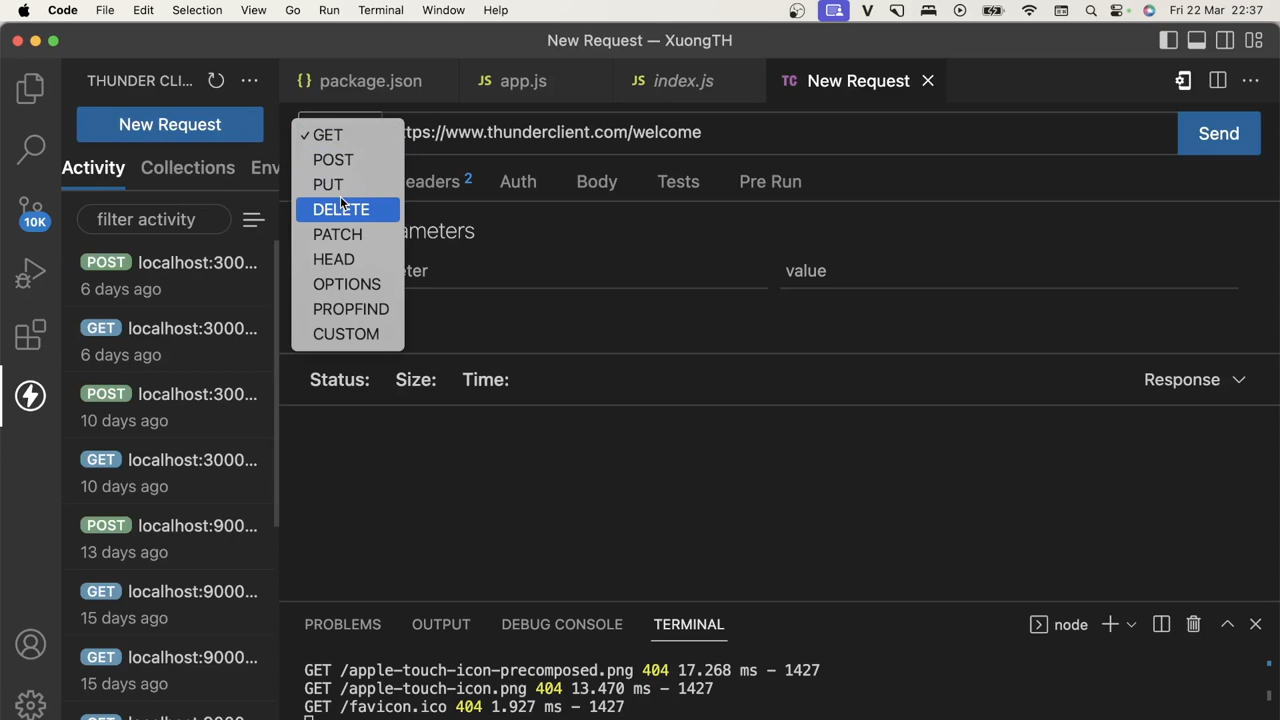 Code File Edit Selection View Go Run Terminal Window Help Fri 22 Mar 22:37
New Request — XuongTH
THUNDER CLI...
New Request
Activity Collections Env
filter activity
POST localhost:300...
6 days ago
GET localhost:3000...
6 days ago
POST localhost:300...
10 days ago
GET localhost:3000...
10 days ago
POST localhost:900...
13 days ago
GET localhost:9000...
15 days ago
GET localhost:9000...
15 days ago
10K
{} package.json JS app.js JS index.js TC New Request
tps://www.thunderclient.com/welcome Send
eaders 2 Auth Body Tests Pre Run
ameters
eter value
✓ GET
POST
PUT
DELETE
PATCH
HEAD
OPTIONS
PROPFIND
CUSTOM
Status: Size: Time: Response
PROBLEMS OUTPUT DEBUG CONSOLE TERMINAL node
GET /apple-touch-icon-precomposed.png 404 17.268 ms - 1427
GET /apple-touch-icon.png 404 13.470 ms - 1427
GET /favicon.ico 404 1.927 ms - 1427